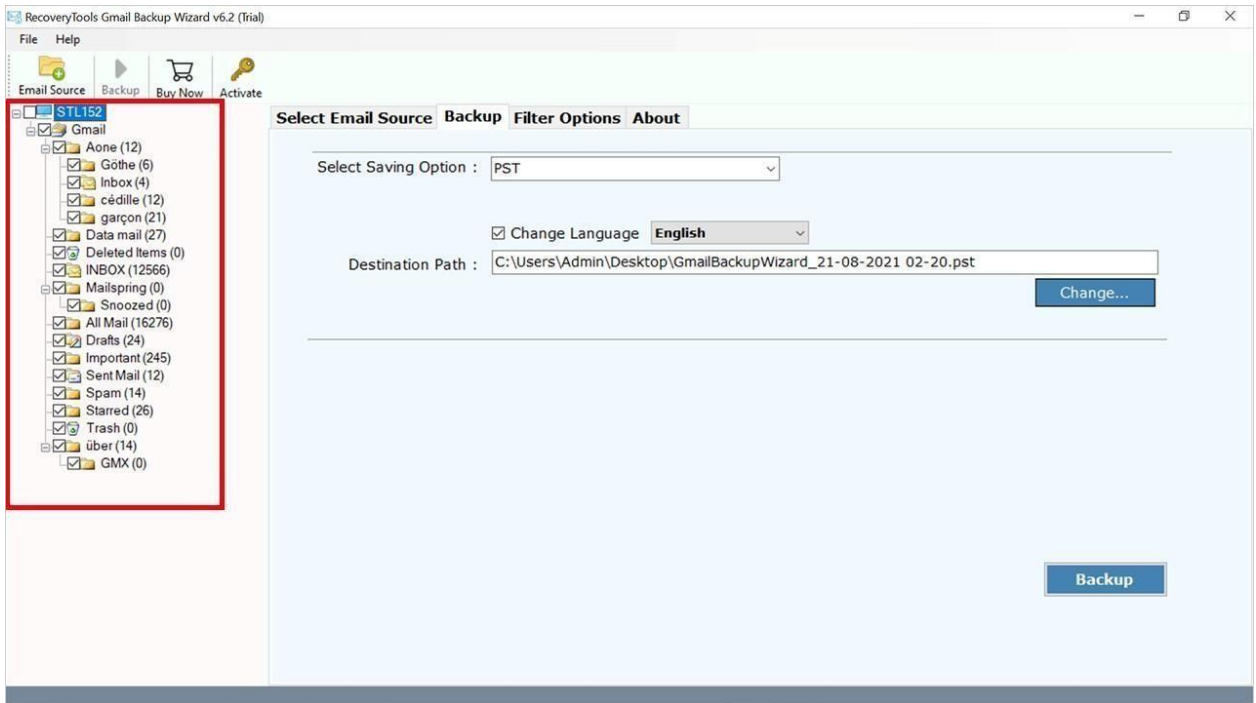 RecoveryTools Gmail Backup Wizard v6.2 (Trial)
File Help
Email Source Backup Buy Now Activate
STL152
Gmail
Aone (12)
Göthe (6)
Inbox (4)
cédille (12)
garçon (21)
Data mail (27)
Deleted Items (0)
INBOX (12566)
Mailspring (0)
Snoozed (0)
All Mail (16276)
Drafts (24)
Important (245)
Sent Mail (12)
Spam (14)
Starred (26)
Trash (0)
über (14)
GMX (0)
Select Email Source Backup Filter Options About
Select Saving Option : PST
Change Language English
Destination Path : C:\Users\Admin\Desktop\GmailBackupWizard_21-08-2021 02-20.pst
Change...
Backup